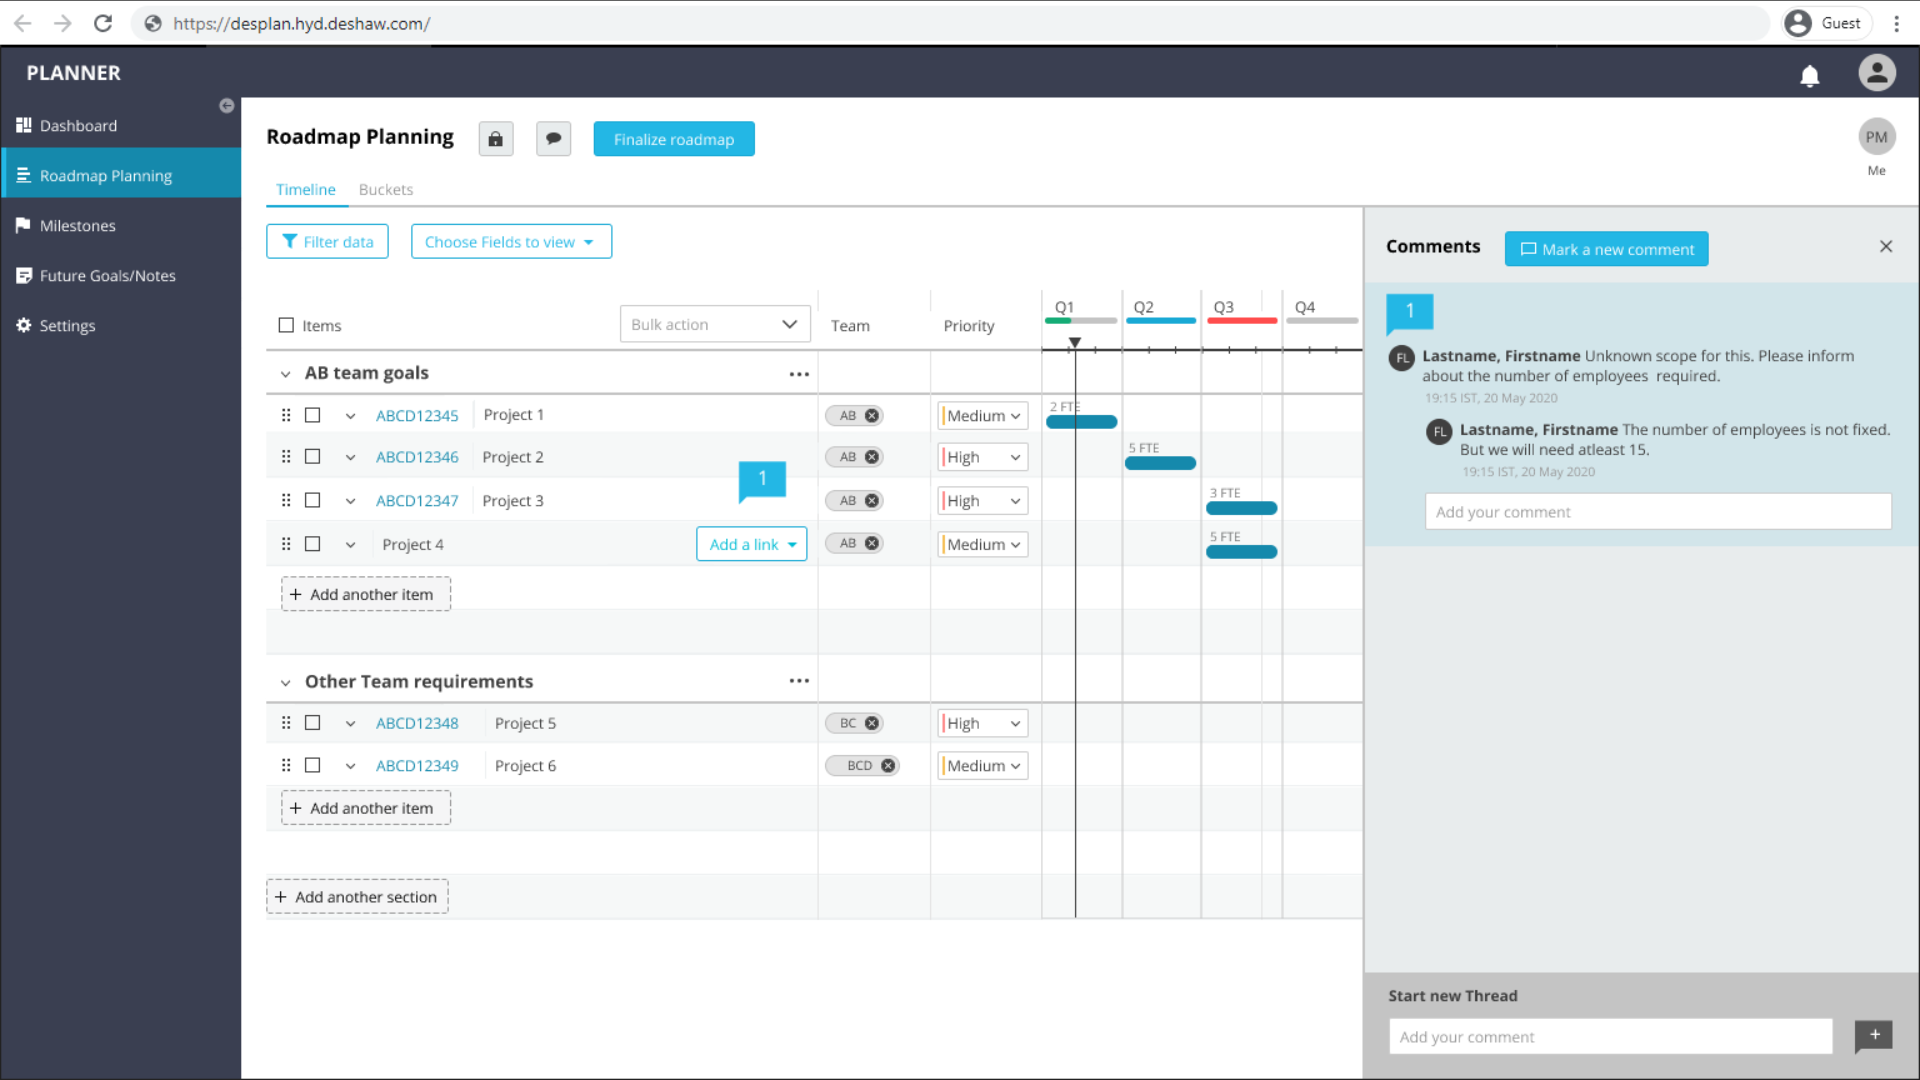 https://desplan.hyd.deshaw.com/
Guest
PLANNER
Dashboard
Roadmap Planning
Milestones
Future Goals/Notes
Settings
Roadmap Planning
Finalize roadmap
PM
Me
Timeline Buckets
Filter data
Choose Fields to view
Items
Bulk action
Team
Priority
Q1 Q2 Q3 Q4
AB team goals
ABCD12345 Project 1 AB Medium 2 FTE
ABCD12346 Project 2 AB High 5 FTE
1
ABCD12347 Project 3 AB High 3 FTE
Project 4 Add a link AB Medium 5 FTE
+ Add another item
Other Team requirements
ABCD12348 Project 5 BC High
ABCD12349 Project 6 BCD Medium
+ Add another item
+ Add another section
Comments
Mark a new comment
1
FL
Lastname, Firstname Unknown scope for this. Please inform
about the number of employees required.
19:15 IST, 20 May 2020
FL
Lastname, Firstname The number of employees is not fixed.
But we will need atleast 15.
19:15 IST, 20 May 2020
Add your comment
Start new Thread
Add your comment
+